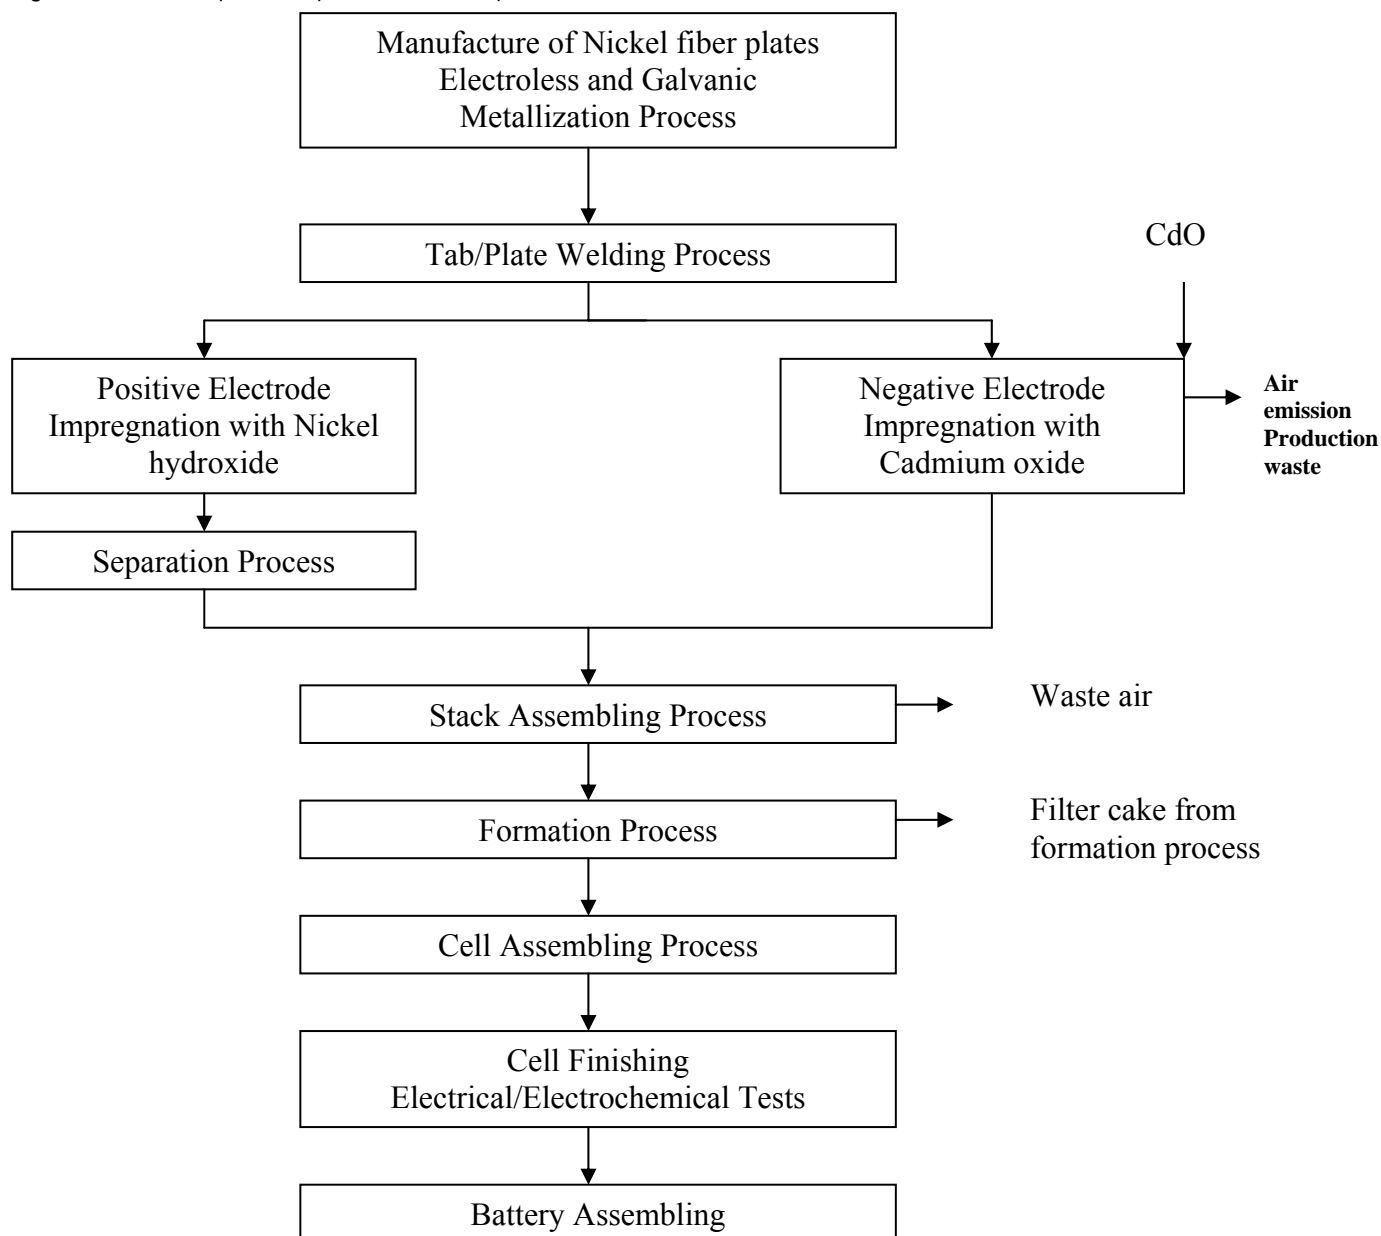 Manufacture of Nickel fiber plates
Electroless and Galvanic
Metallization Process
Tab/Plate Welding Process
CdO
Positive Electrode
Impregnation with Nickel
hydroxide
Negative Electrode
Impregnation with
Cadmium oxide
Air
emission
Production
waste
Separation Process
Stack Assembling Process
Waste air
Formation Process
Filter cake from
formation process
Cell Assembling Process
Cell Finishing
Electrical/Electrochemical Tests
Battery Assembling